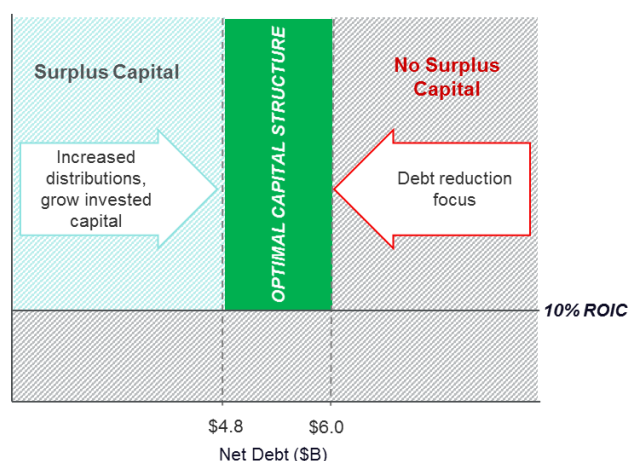 Surplus Capital
No Surplus
Capital
OPTIMAL CAPITAL STRUCTURE
Increased
distributions,
grow invested
capital
Debt reduction
focus
10% ROIC
$4.8
$6.0
Net Debt ($B)